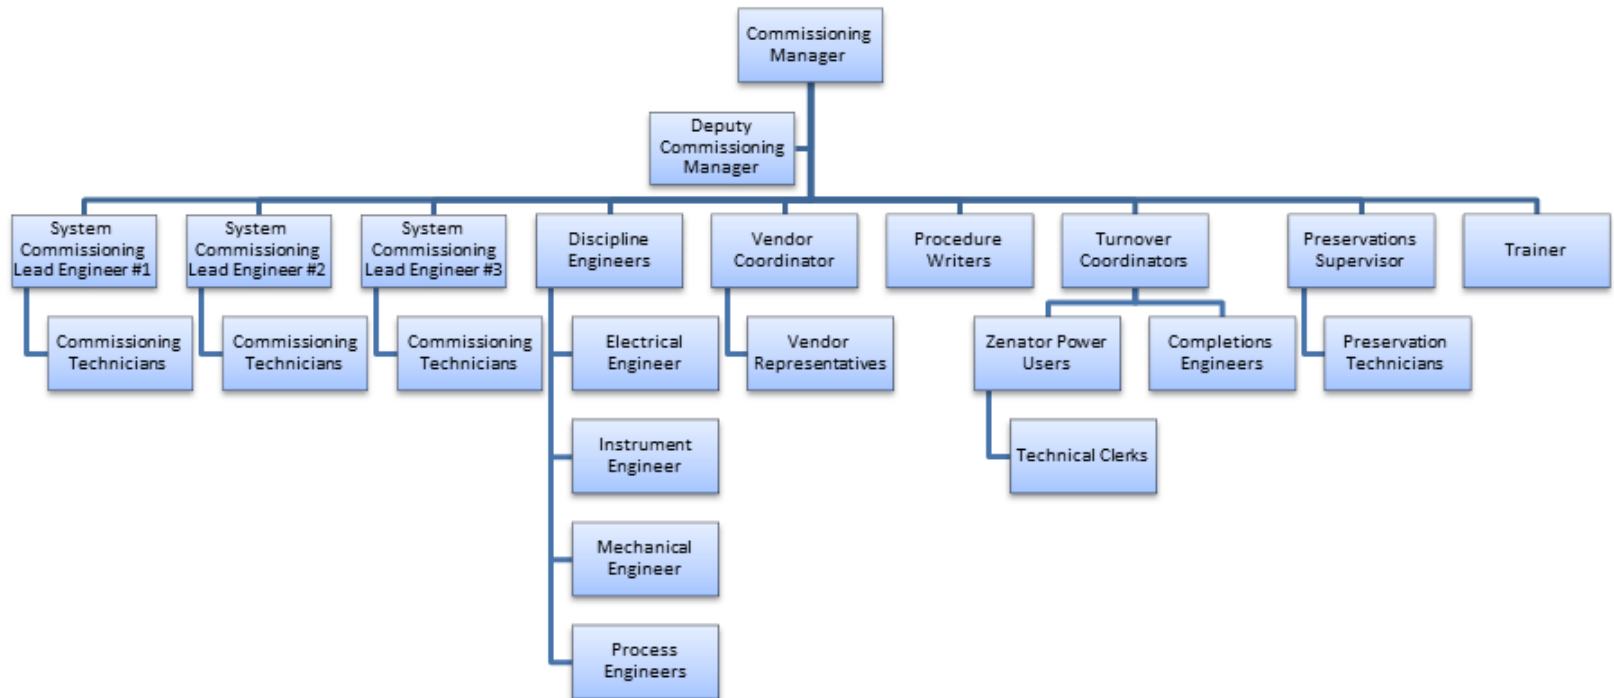 Commissioning
Manager
Deputy
Commissioning
Manager
System
Commissioning
Lead Engineer #1
System
Commissioning
Lead Engineer #2
System
Commissioning
Lead Engineer #3
Discipline
Engineers
Vendor
Coordinator
Procedure
Writers
Turnover
Coordinators
Preservations
Supervisor
Trainer
Commissioning
Technicians
Commissioning
Technicians
Commissioning
Technicians
Electrical
Engineer
Vendor
Representatives
Zenator Power
Users
Completions
Engineers
Preservation
Technicians
Instrument
Engineer
Technical Clerks
Mechanical
Engineer
Process
Engineers